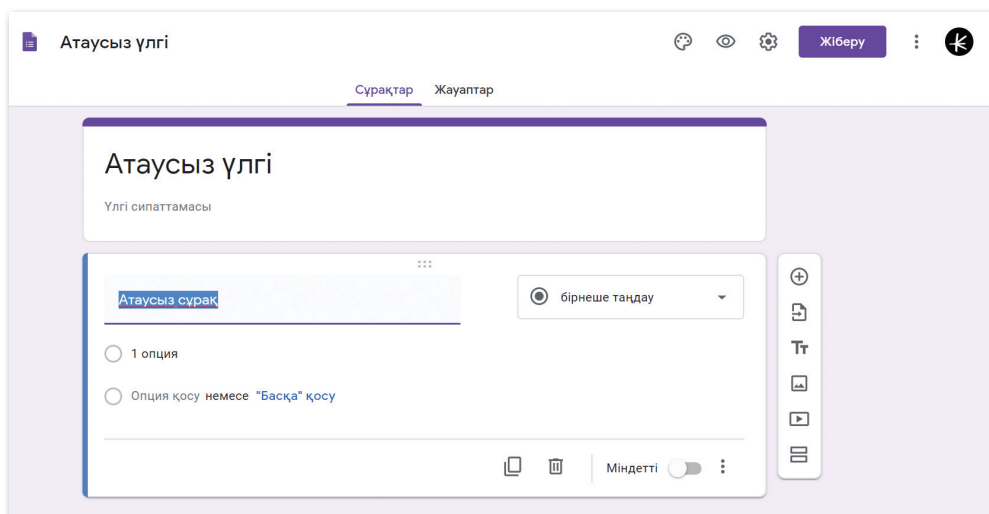 Атаусыз үлгі
Жіберу
Сұрақтар Жауаптар
Атаусыз үлгі
Үлгі сипаттамасы
Атаусыз сұрақ
бірнеше таңдау
1 опция
Опция қосу немесе "Басқа" қосу
Міндетті